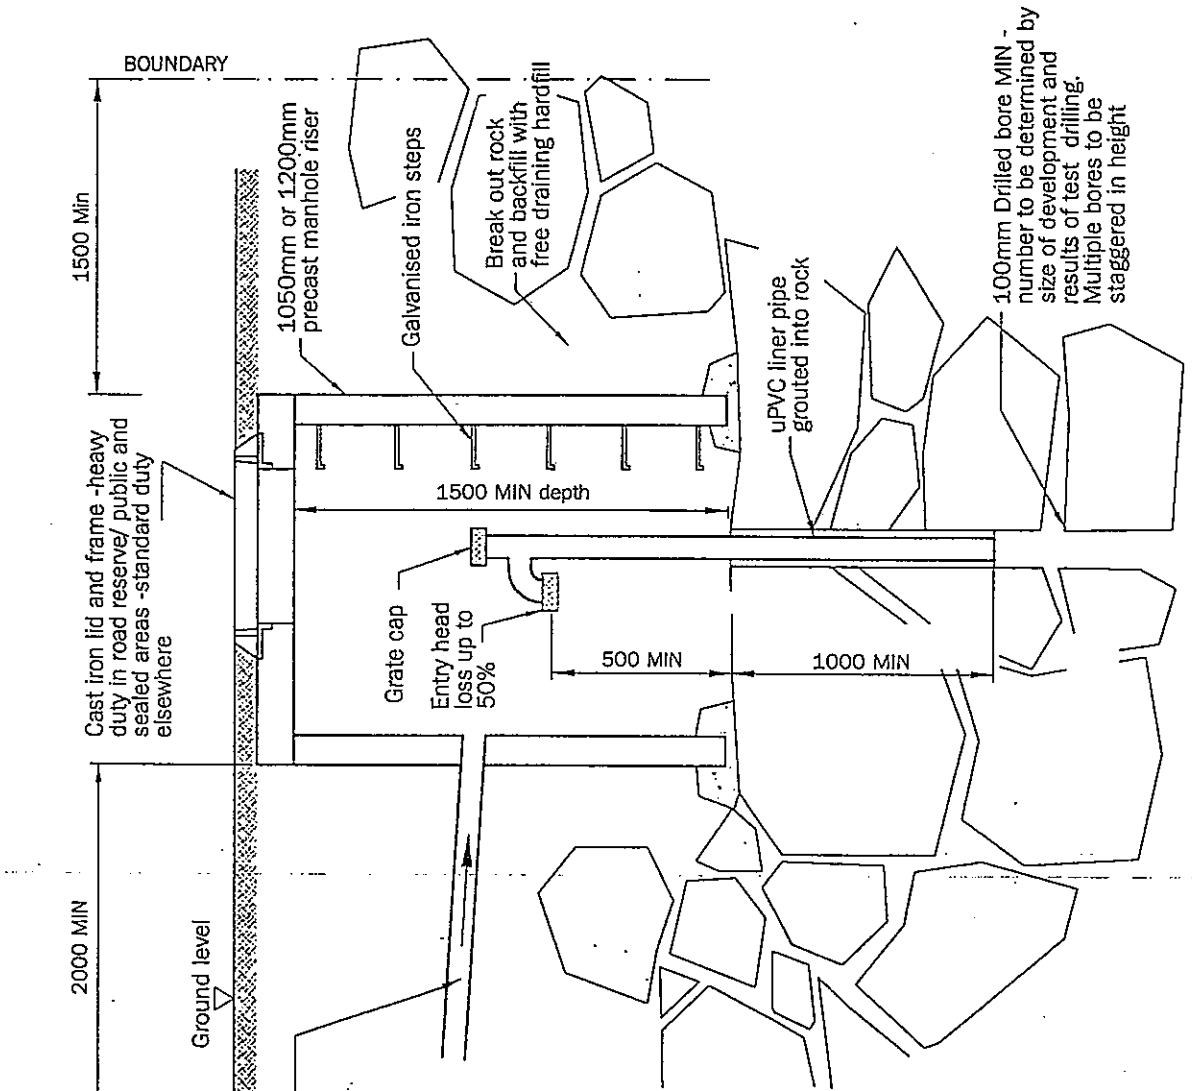 BOUNDARY
1500 Min
1050mm or 1200mm
precast manhole riser
Galvanised iron steps
Break out rock
and backfill with
free draining hardfill
100mm Drilled bore MIN -
number to be determined by
size of development and
results of test drilling.
Multiple bores to be
staggered in height
uPVC liner pipe
grouted into rock
Cast iron lid and frame -heavy
duty in road reserve/ public and
sealed areas -standard duty
elsewhere
1500 MIN depth
Grate cap
Entry head
loss up to
50%
500 MIN
1000 MIN
2000 MIN
Ground level